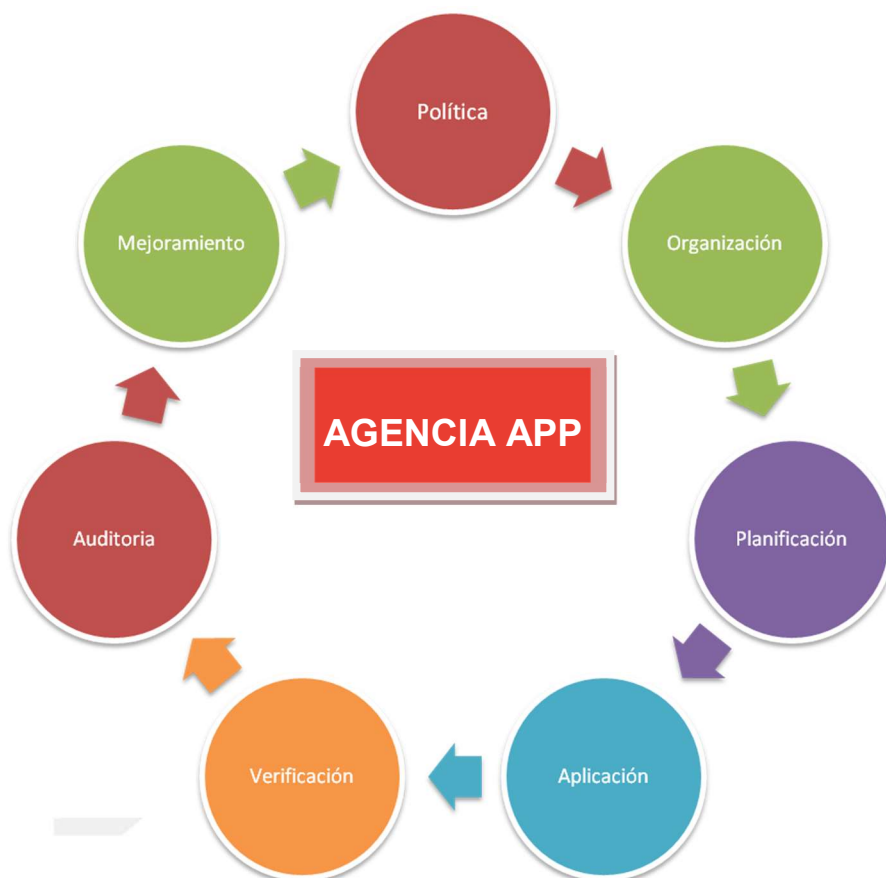 Política
Organización
Planificación
Aplicación
Verificación
Auditoria
Mejoramiento
AGENCIA APP